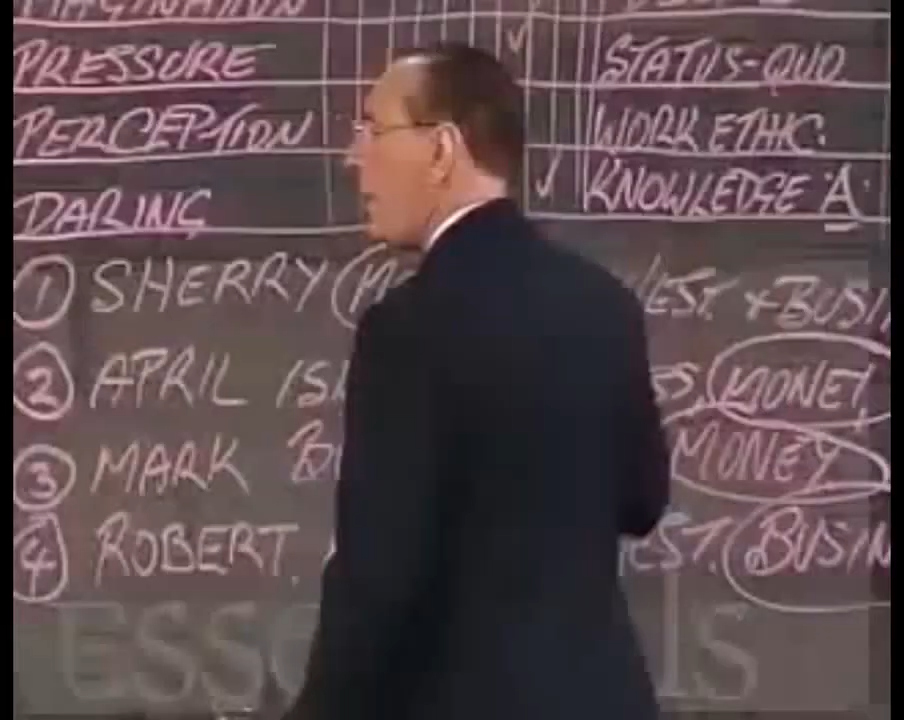 PRESSURE STATUS-QUO
PERCEPTION WORK ETHIC
DARING KNOWLEDGE A
1 SHERRY EST. + BUSI
2 APRIL MONEY
3 MARK MONEY
4 ROBERT. EST. BUSIN